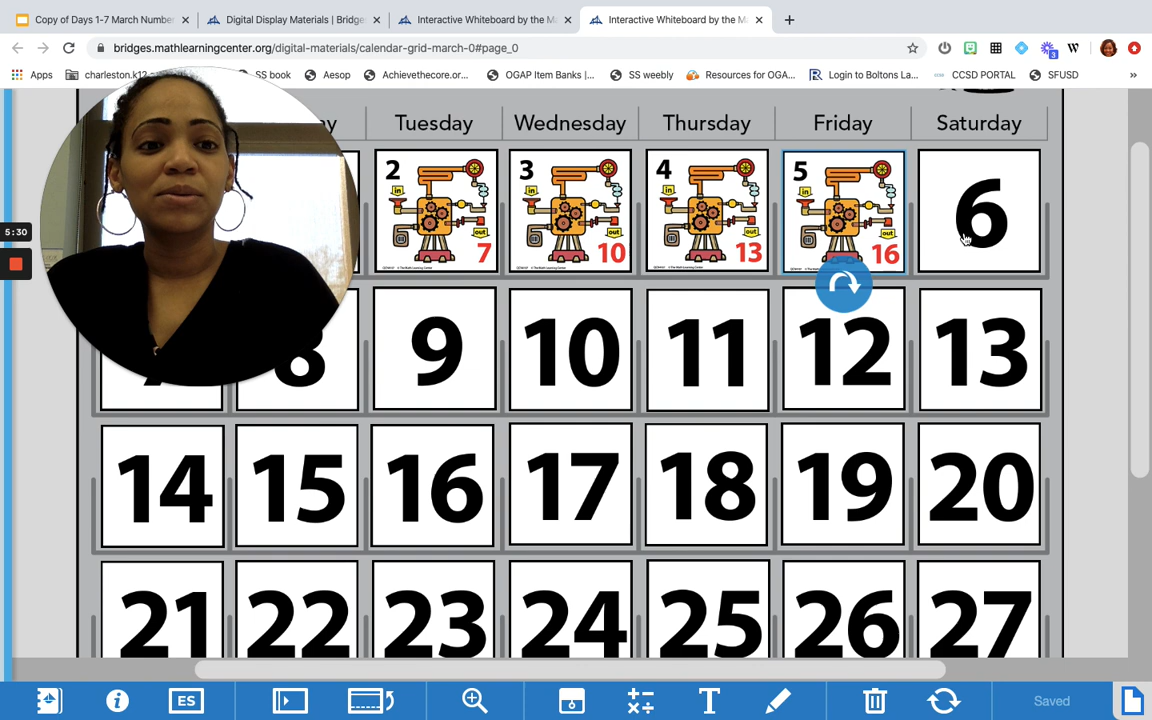 Copy of Days 1-7 March Number
Digital Display Materials | Bridge
Interactive Whiteboard by the Ma
Interactive Whiteboard by the Ma
bridges.mathlearningcenter.org/digital-materials/calendar-grid-march-0#page_0
3
W
Apps
charleston.k12
SS book
Aesop
Achievethecore.or...
OGAP Item Banks |...
SS weekly
Resources for OGA...
Login to Boltons La...
CCSD PORTAL
SFUSD
»
Tuesday
Wednesday
Thursday
Friday
Saturday
2 in out 7
3 in out 10
4 in out 13
5 in out 16
6
5:30
8
9
10
11
12
13
14
15
16
17
18
19
20
21
22
23
24
25
26
27
ES
T
Saved